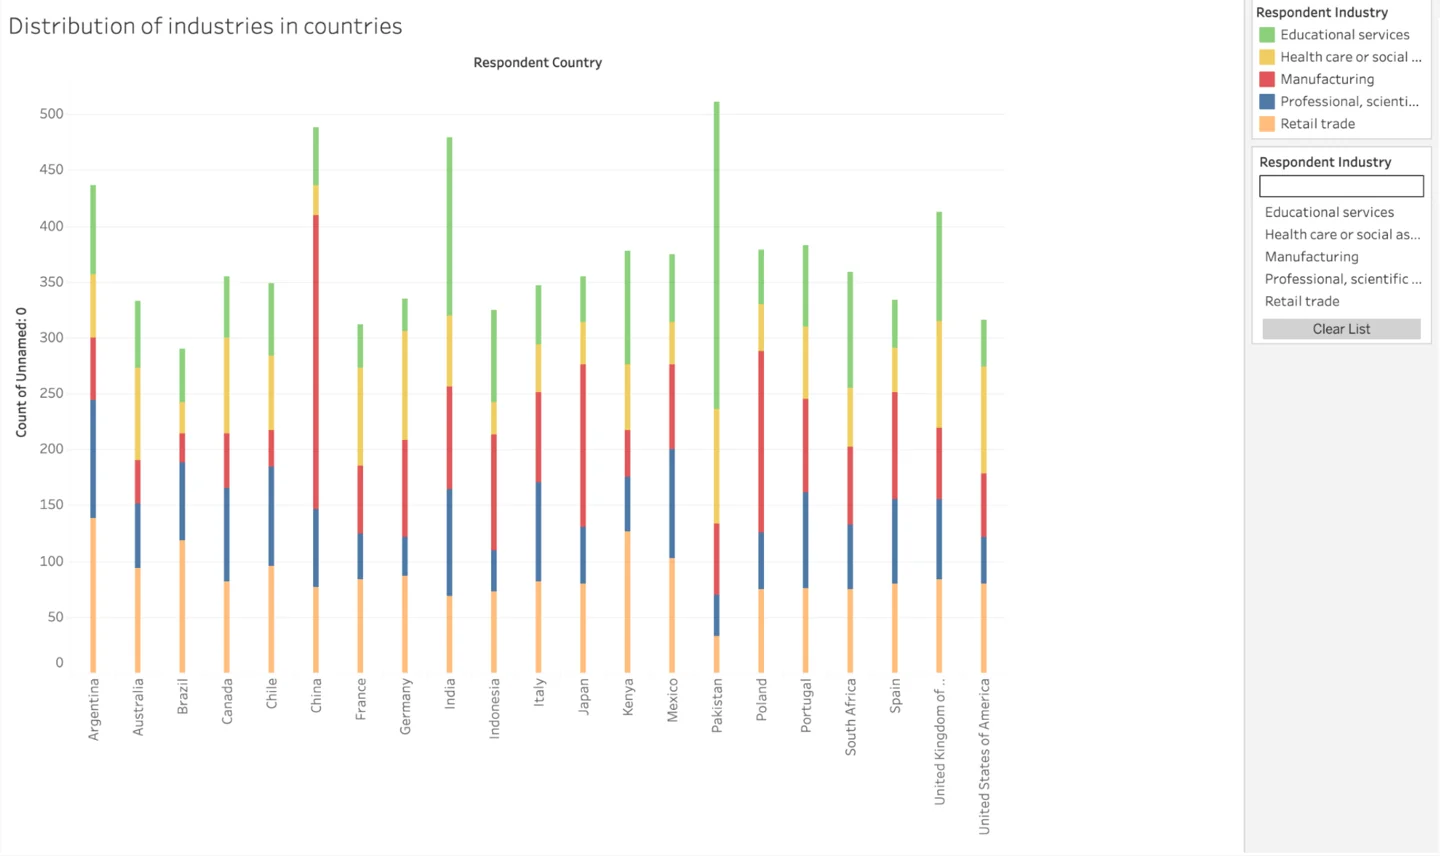 Distribution of industries in countries
Respondent Country
Count of Unnamed: 0
500
450
400
350
300
250
200
150
100
50
0
Argentina
Australia
Brazil
Canada
Chile
China
France
Germany
India
Indonesia
Italy
Japan
Kenya
Mexico
Pakistan
Poland
Portugal
South Africa
Spain
United Kingdom of ..
United States of America
Respondent Industry
Educational services
Health care or social ...
Manufacturing
Professional, scienti...
Retail trade
Respondent Industry
Educational services
Health care or social as...
Manufacturing
Professional, scientific ...
Retail trade
Clear List